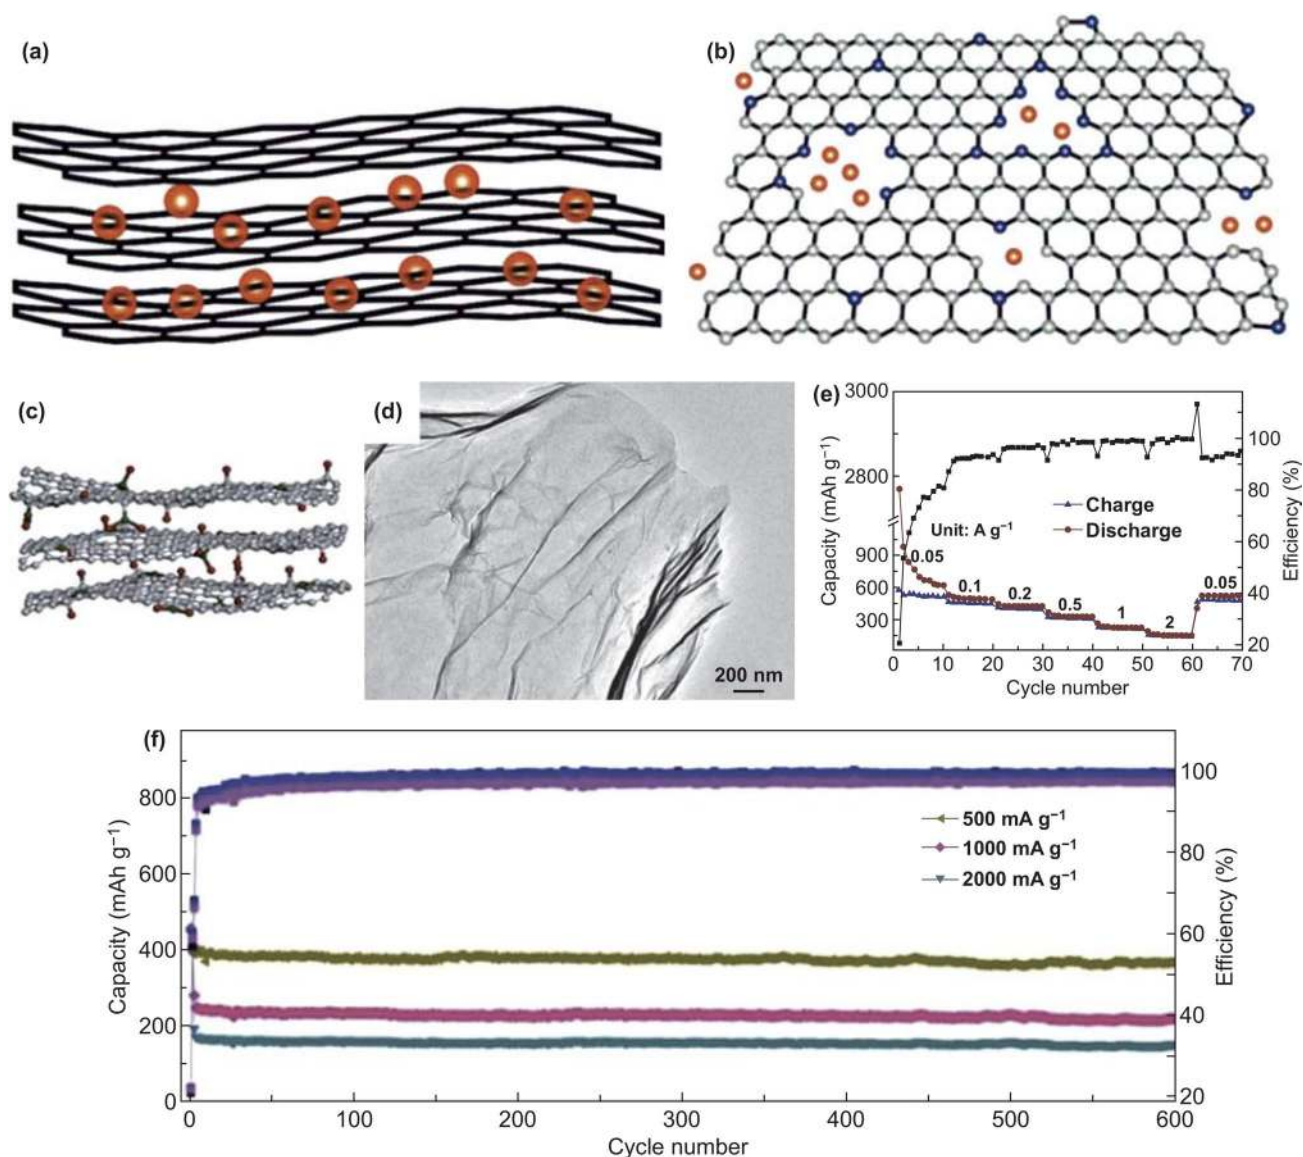 (a)
(b)
(c)
(d)
200 nm
(e)
3000
2800
900
600
300
Capacity (mAh g⁻¹)
100
80
60
40
20
Efficiency (%)
Unit: A g⁻¹
Charge
Discharge
0.05
0.1
0.2
0.5
1
2
0.05
0 10 20 30 40 50 60 70
Cycle number
(f)
800
600
400
200
0
Capacity (mAh g⁻¹)
100
80
60
40
20
Efficiency (%)
500 mA g⁻¹
1000 mA g⁻¹
2000 mA g⁻¹
0 100 200 300 400 500 600
Cycle number